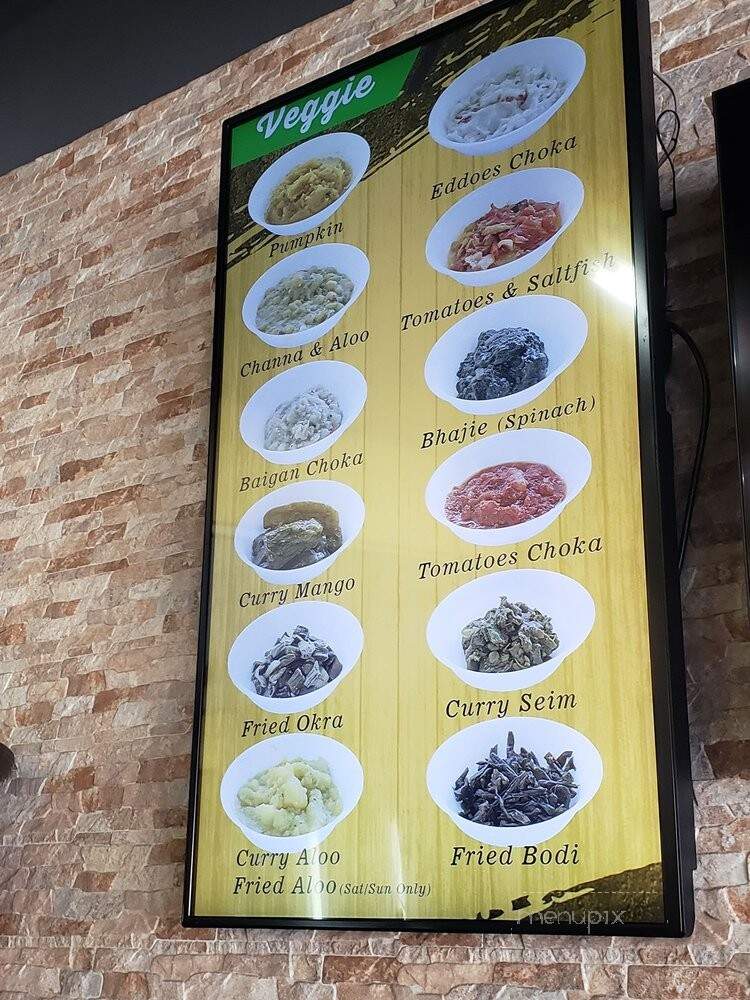 Veggie
Pumpkin
Channa & Aloo
Baigan Choka
Curry Mango
Fried Okra
Curry Aloo
Fried Aloo (Sat/Sun Only)
Eddoes Choka
Tomatoes & Saltfish
Bhajie (Spinach)
Tomatoes Choka
Curry Seim
Fried Bodi
menupix